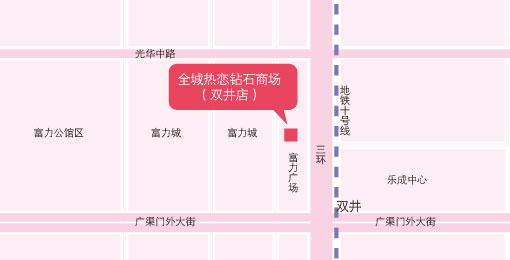 光华中路
全城热恋钻石商场
（双井店）
地铁十号线
富力公馆区
富力城
富力城
富力广场
三环
乐成中心
双井
广渠门外大街
广渠门外大街